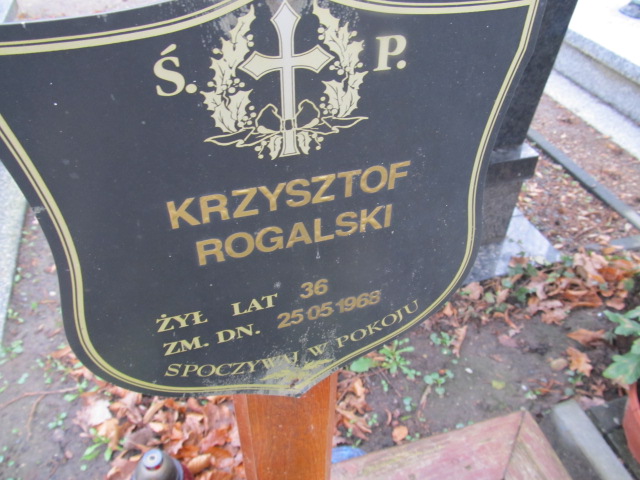 Ś. P.
KRZYSZTOF
ROGALSKI
ŻYŁ LAT 36
ZM. DN. 25 05 1968
SPOCZYWAJ W POKOJU